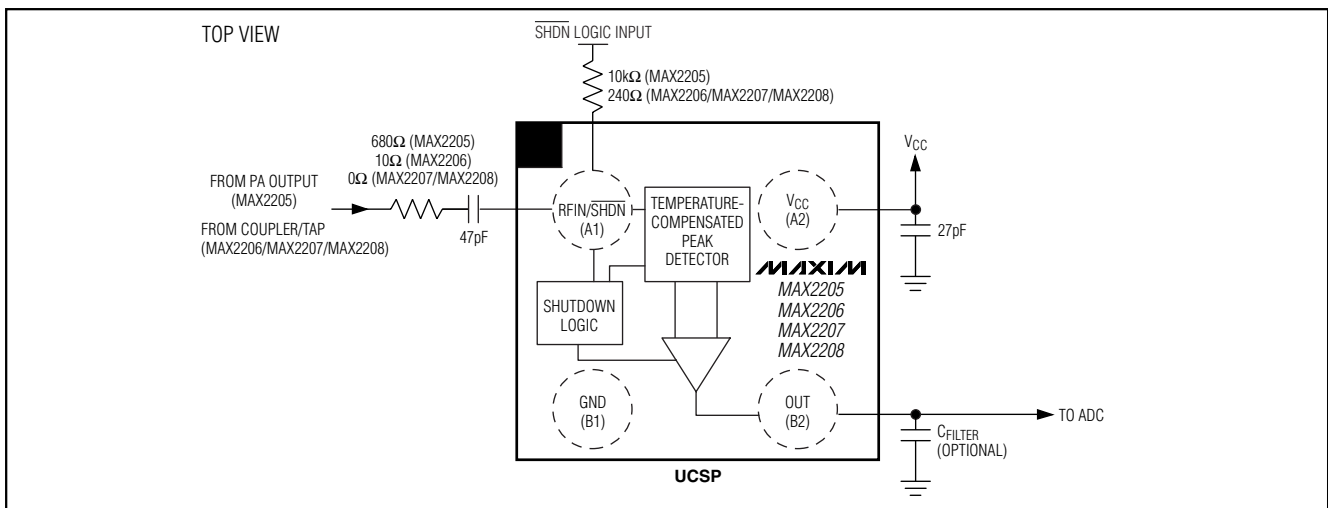 TOP VIEW
SHDN LOGIC INPUT
10kΩ (MAX2205)
240Ω (MAX2206/MAX2207/MAX2208)
680Ω (MAX2205)
10Ω (MAX2206)
0Ω (MAX2207/MAX2208)
FROM PA OUTPUT
(MAX2205)
FROM COUPLER/TAP
(MAX2206/MAX2207/MAX2208)
47pF
RFIN/SHDN
(A1)
TEMPERATURE-
COMPENSATED
PEAK
DETECTOR
VCC
(A2)
VCC
27pF
MAXIM
MAX2205
MAX2206
MAX2207
MAX2208
SHUTDOWN
LOGIC
GND
(B1)
OUT
(B2)
TO ADC
CFILTER
(OPTIONAL)
UCSP